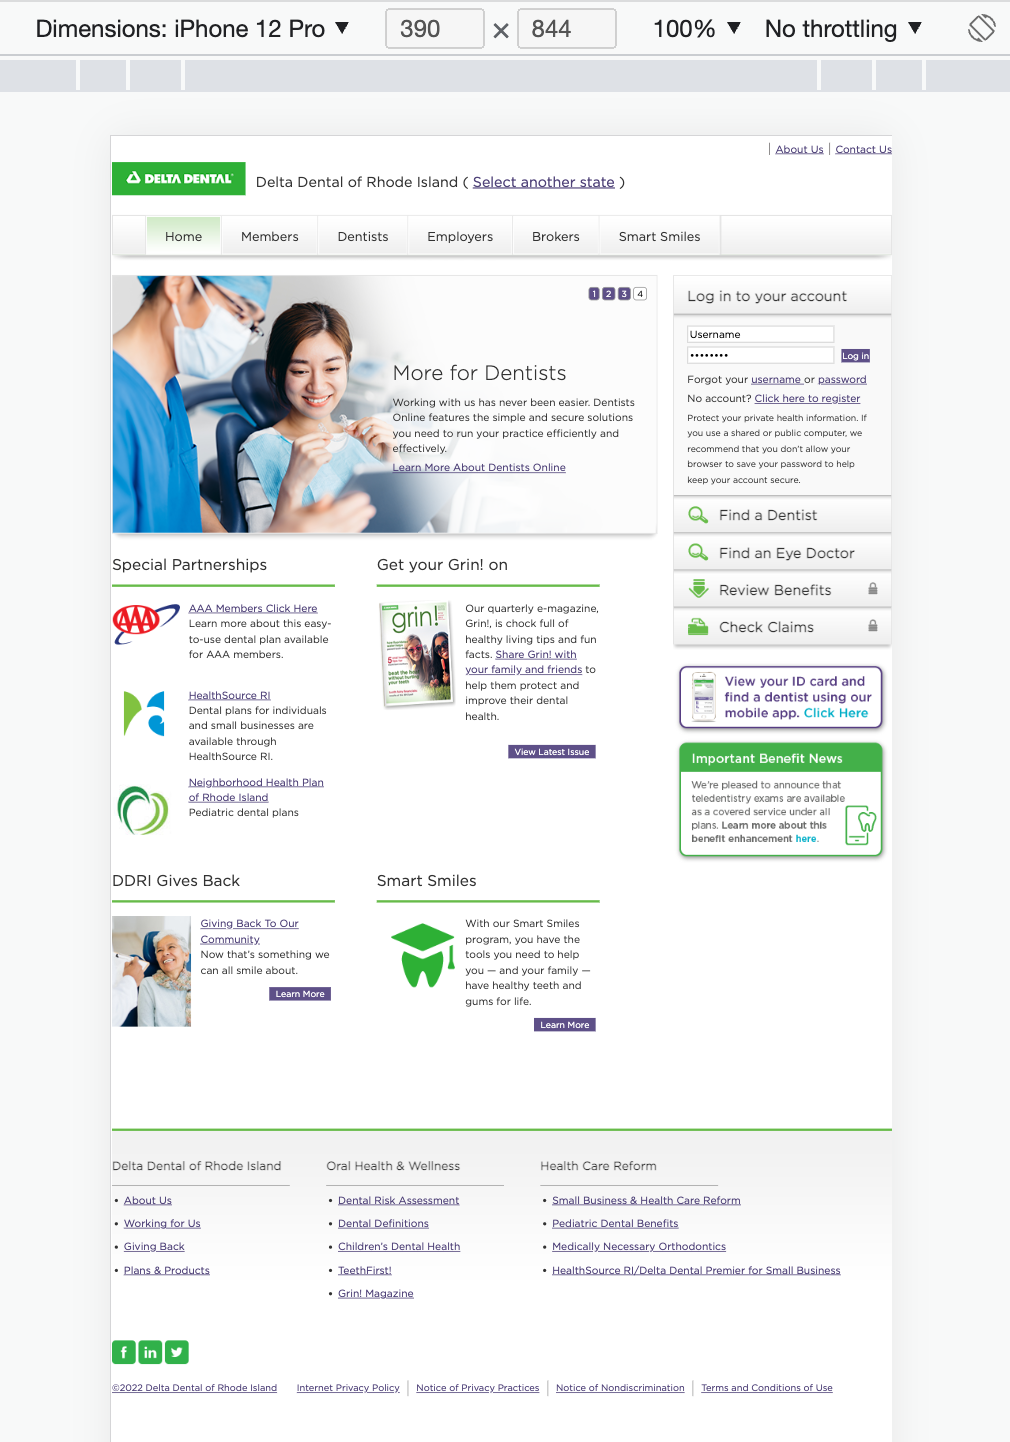 Dimensions: iPhone 12 Pro ▼ 390 × 844 100% ▼ No throttling ▼
About Us | Contact Us
DELTA DENTAL
Delta Dental of Rhode Island ( Select another state )
Home Members Dentists Employers Brokers Smart Smiles
1 2 3 4
More for Dentists
Working with us has never been easier. Dentists
Online features the simple and secure solutions
you need to run your practice efficiently and
effectively.
Learn More About Dentists Online
Log in to your account
Username
•••••••• Log in
Forgot your username or password
No account? Click here to register
Protect your private health information. If
you use a shared or public computer, we
recommend that you don't allow your
browser to save your password to help
keep your account secure.
Find a Dentist
Find an Eye Doctor
Review Benefits
Check Claims
View your ID card and
find a dentist using our
mobile app. Click Here
Important Benefit News
We're pleased to announce that
teledentistry exams are available
as a covered service under all
plans. Learn more about this
benefit enhancement here.
Special Partnerships
AAA
AAA Members Click Here
Learn more about this easy-
to-use dental plan available
for AAA members.
HealthSource RI
Dental plans for individuals
and small businesses are
available through
HealthSource RI.
Neighborhood Health Plan
of Rhode Island
Pediatric dental plans
Get your Grin! on
grin!
Our quarterly e-magazine,
Grin!, is chock full of
healthy living tips and fun
facts. Share Grin! with
your family and friends to
help them protect and
improve their dental
health.
View Latest Issue
DDRI Gives Back
Giving Back To Our
Community
Now that's something we
can all smile about.
Learn More
Smart Smiles
With our Smart Smiles
program, you have the
tools you need to help
you — and your family —
have healthy teeth and
gums for life.
Learn More
Delta Dental of Rhode Island
• About Us
• Working for Us
• Giving Back
• Plans & Products
Oral Health & Wellness
• Dental Risk Assessment
• Dental Definitions
• Children's Dental Health
• TeethFirst!
• Grin! Magazine
Health Care Reform
• Small Business & Health Care Reform
• Pediatric Dental Benefits
• Medically Necessary Orthodontics
• HealthSource RI/Delta Dental Premier for Small Business
f in
©2022 Delta Dental of Rhode Island Internet Privacy Policy | Notice of Privacy Practices | Notice of Nondiscrimination | Terms and Conditions of Use